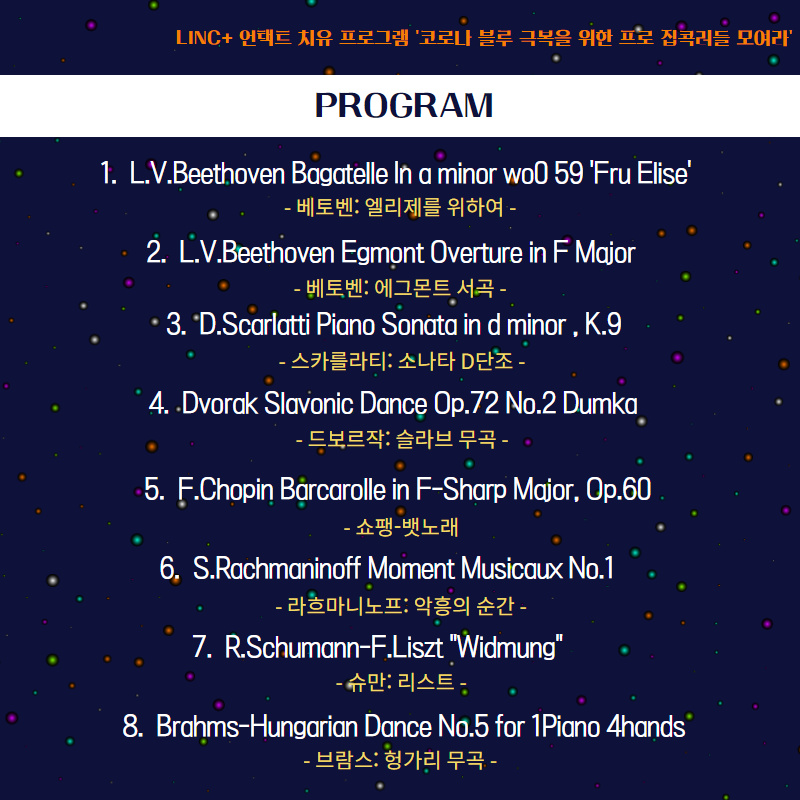 LINC+ 언택트 치유 프로그램 '코로나 블루 극복을 위한 프로 집콕러들 모여라'
PROGRAM
1. L.V.Beethoven Bagatelle In a minor woO 59 'Fru Elise'
- 베토벤: 엘리제를 위하여 -
2. L.V.Beethoven Egmont Overture in F Major
- 베토벤: 에그몬트 서곡 -
3. D.Scarlatti Piano Sonata in d minor , K.9
- 스카를라티: 소나타 D단조 -
4. Dvorak Slavonic Dance Op.72 No.2 Dumka
- 드보르작: 슬라브 무곡 -
5. F.Chopin Barcarolle in F-Sharp Major, Op.60
- 쇼팽-뱃노래
6. S.Rachmaninoff Moment Musicaux No.1
- 라흐마니노프: 악흥의 순간 -
7. R.Schumann-F.Liszt "Widmung"
- 슈만: 리스트 -
8. Brahms-Hungarian Dance No.5 for 1Piano 4hands
- 브람스: 헝가리 무곡 -